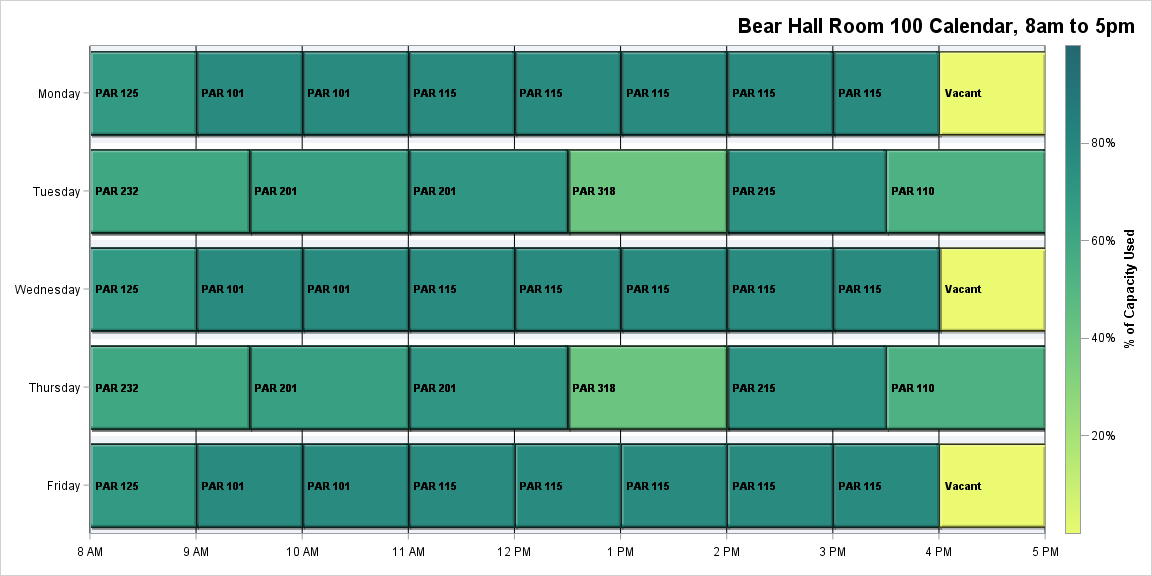 Bear Hall Room 100 Calendar, 8am to 5pm
Monday PAR 125 PAR 101 PAR 101 PAR 115 PAR 115 PAR 115 PAR 115 PAR 115 Vacant
80%
Tuesday PAR 232 PAR 201 PAR 201 PAR 318 PAR 215 PAR 110
60%
% of Capacity Used
Wednesday PAR 125 PAR 101 PAR 101 PAR 115 PAR 115 PAR 115 PAR 115 PAR 115 Vacant
40%
Thursday PAR 232 PAR 201 PAR 201 PAR 318 PAR 215 PAR 110
20%
Friday PAR 125 PAR 101 PAR 101 PAR 115 PAR 115 PAR 115 PAR 115 PAR 115 Vacant
8 AM 9 AM 10 AM 11 AM 12 PM 1 PM 2 PM 3 PM 4 PM 5 PM